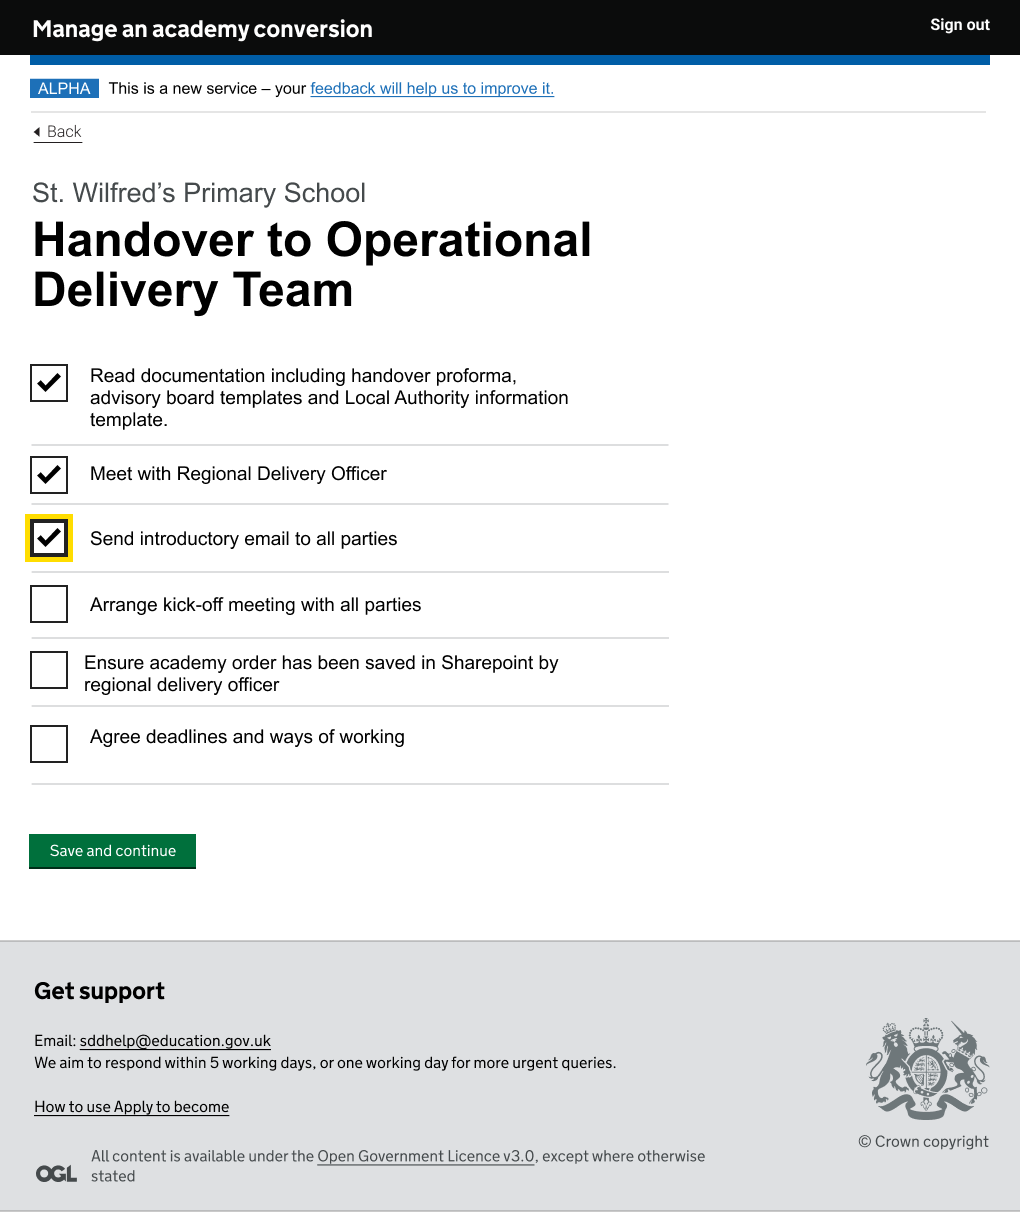 Manage an academy conversion
Sign out
ALPHA This is a new service – your feedback will help us to improve it.
Back
St. Wilfred’s Primary School
Handover to Operational
Delivery Team
Read documentation including handover proforma,
advisory board templates and Local Authority information
template.
Meet with Regional Delivery Officer
Send introductory email to all parties
Arrange kick-off meeting with all parties
Ensure academy order has been saved in Sharepoint by
regional delivery officer
Agree deadlines and ways of working
Save and continue
Get support
Email: sddhelp@education.gov.uk
We aim to respond within 5 working days, or one working day for more urgent queries.
How to use Apply to become
© Crown copyright
OGL
All content is available under the Open Government Licence v3.0, except where otherwise
stated